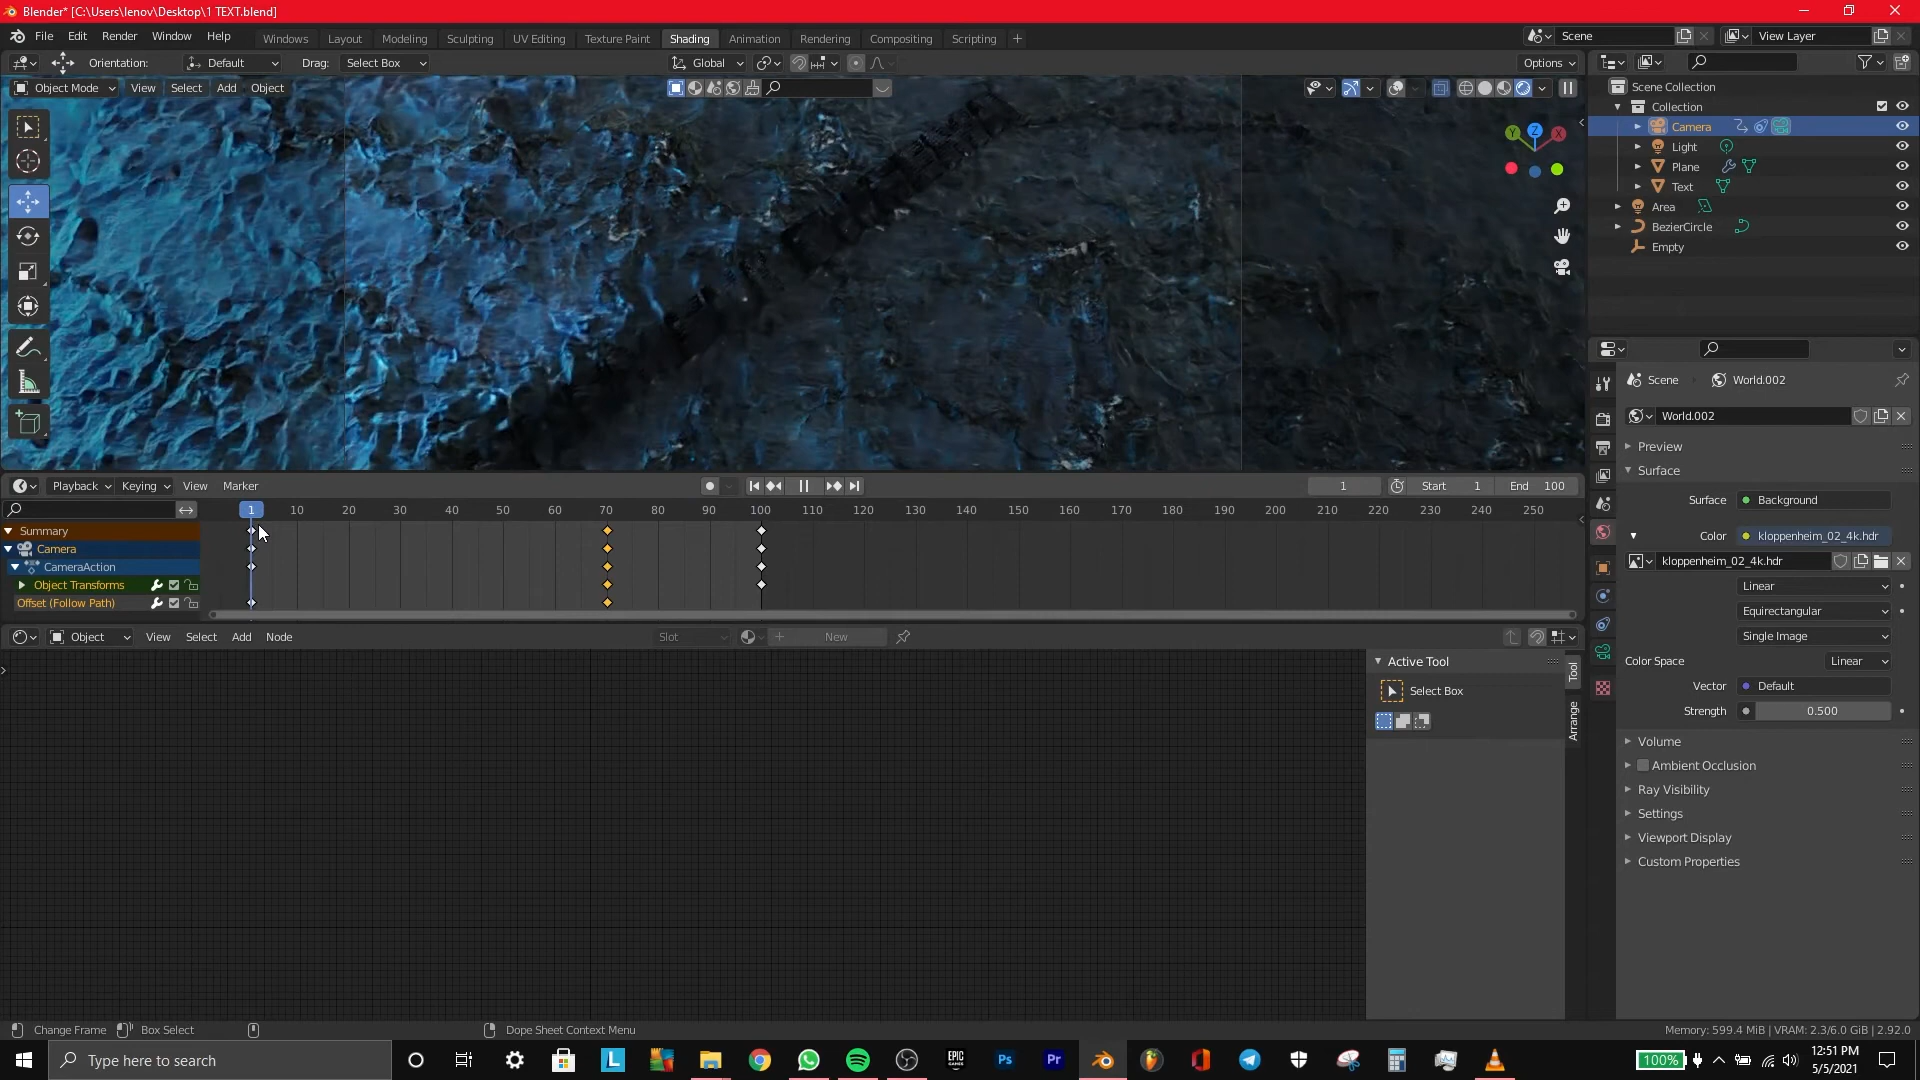 Blender* [C:\Users\lenov\Desktop\1 TEXT.blend]
File Edit Render Window Help Windows Layout Modeling Sculpting UV Editing Texture Paint Shading Animation Rendering Compositing Scripting + Scene View Layer
Orientation: Default Drag: Select Box Global Options
Object Mode View Select Add Object
Scene Collection
Collection
Camera
Light
Plane
Text
Area
BezierCircle
Empty
Z
Y
X
Scene World.002
World.002
Preview
Surface
Surface Background
Color kloppenheim_02_4k.hdr
kloppenheim_02_4k.hdr
Linear
Equirectangular
Single Image
Color Space Linear
Vector Default
Strength 0.500
Volume
Ambient Occlusion
Ray Visibility
Settings
Viewport Display
Custom Properties
Playback Keying View Marker 1 Start 1 End 100
1 10 20 30 40 50 60 70 80 90 100 110 120 130 140 150 160 170 180 190 200 210 220 230 240 250
Summary
Camera
CameraAction
Object Transforms
Offset (Follow Path)
Object View Select Add Node Slot New
Active Tool
Select Box
Tool
Arrange
Change Frame Box Select Dope Sheet Context Menu Memory: 599.4 MiB | VRAM: 2.3/6.0 GiB | 2.92.0
Type here to search L EPIC GAMES Ps Pr 100% 12:51 PM
5/5/2021